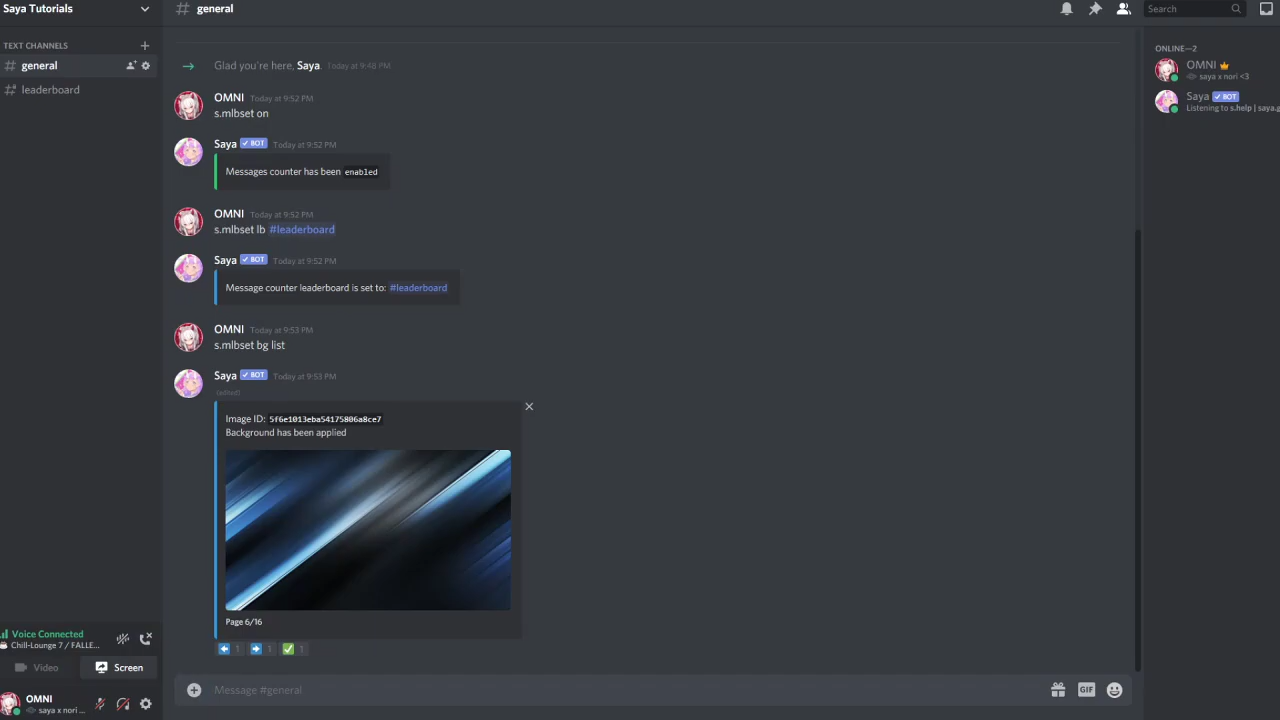 Saya Tutorials
general
Search
TEXT CHANNELS
general
leaderboard
Glad you're here, Saya. Today at 9:48 PM
OMNI Today at 9:52 PM
s.mlbset on
Saya BOT Today at 9:52 PM
Messages counter has been enabled
OMNI Today at 9:52 PM
s.mlbset lb #leaderboard
Saya BOT Today at 9:52 PM
Message counter leaderboard is set to: #leaderboard
OMNI Today at 9:53 PM
s.mlbset bg list
Saya BOT Today at 9:53 PM
(edited)
Image ID: 5f6e1013eba54175806a8ce7
Background has been applied
Page 6/16
1 1 1
Message #general
GIF
ONLINE—2
OMNI
saya x nori <3
Saya BOT
Listening to s.help | saya.g
Voice Connected
Chill-Lounge 7 / FALLE...
Video Screen
OMNI
saya x nori ...